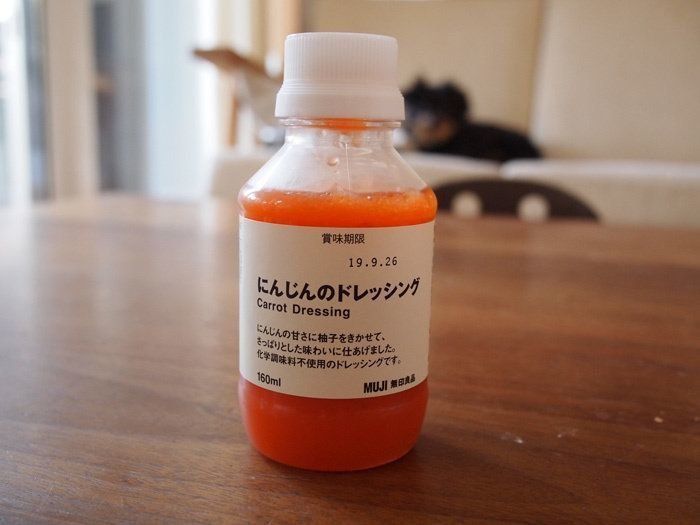 賞味期限
19.9.26
にんじんのドレッシング
Carrot Dressing
にんじんの甘さに柚子をきかせて、
さっぱりとした味わいに仕あげました。
化学調味料不使用のドレッシングです。
160ml
MUJI 無印良品